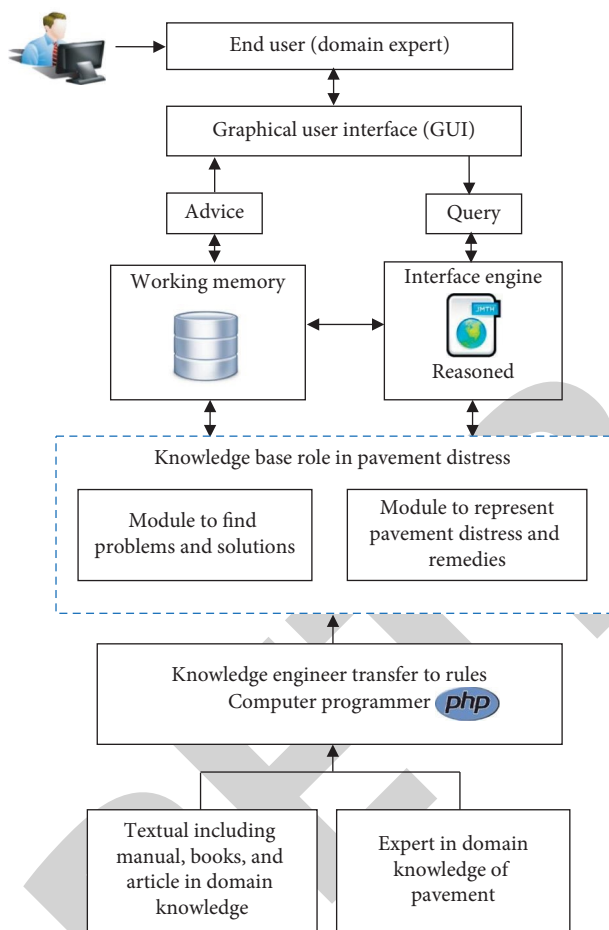 End user (domain expert)
Graphical user interface (GUI)
Advice
Query
Working memory
Interface engine
JMTH
Reasoned
Knowledge base role in pavement distress
Module to find
problems and solutions
Module to represent
pavement distress and
remedies
Knowledge engineer transfer to rules
Computer programmer php
Textual including
manual, books, and
article in domain
knowledge
Expert in domain
knowledge of
pavement